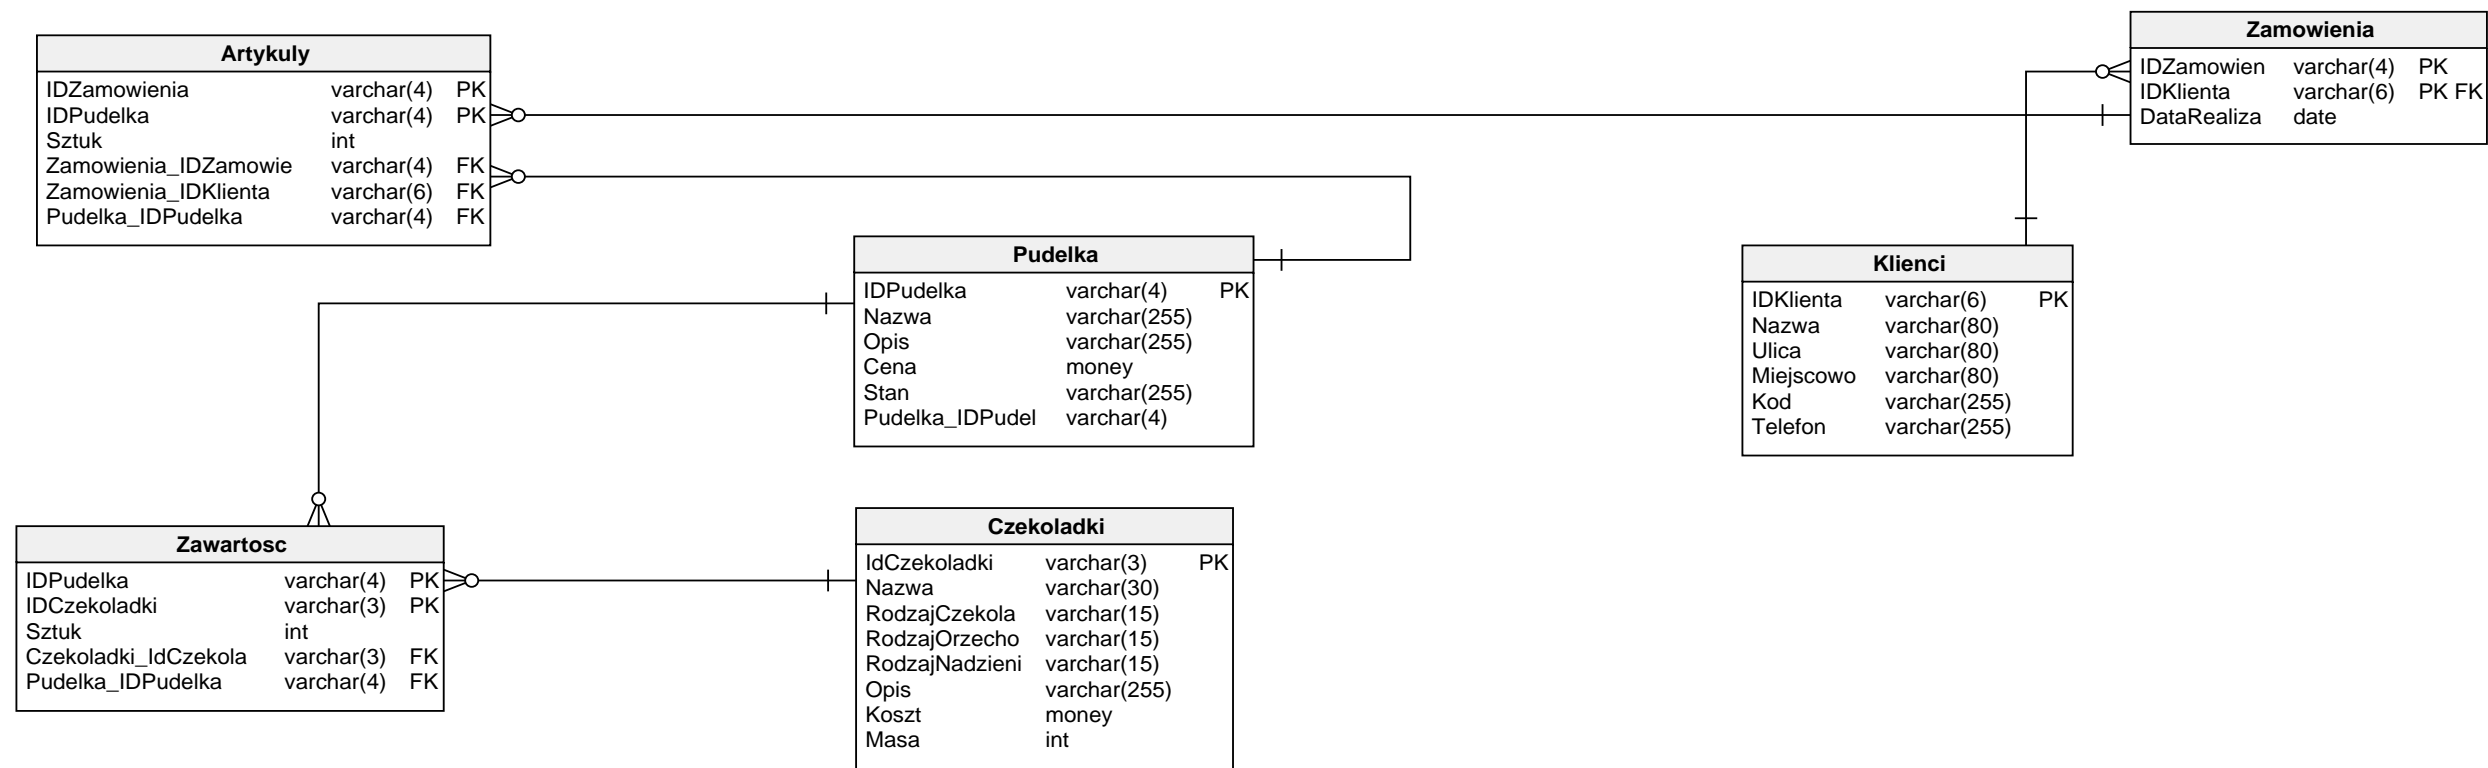 Artykuly
IDZamowienia varchar(4) PK
IDPudelka varchar(4) PK
Sztuk int
Zamowienia_IDZamowie varchar(4) FK
Zamowienia_IDKlienta varchar(6) FK
Pudelka_IDPudelka varchar(4) FK
Zamowienia
IDZamowien varchar(4) PK
IDKlienta varchar(6) PK FK
DataRealiza date
Pudelka
IDPudelka varchar(4) PK
Nazwa varchar(255)
Opis varchar(255)
Cena money
Stan varchar(255)
Pudelka_IDPudel varchar(4)
Klienci
IDKlienta varchar(6) PK
Nazwa varchar(80)
Ulica varchar(80)
Miejscowo varchar(80)
Kod varchar(255)
Telefon varchar(255)
Zawartosc
IDPudelka varchar(4) PK
IDCzekoladki varchar(3) PK
Sztuk int
Czekoladki_IdCzekola varchar(3) FK
Pudelka_IDPudelka varchar(4) FK
Czekoladki
IdCzekoladki varchar(3) PK
Nazwa varchar(30)
RodzajCzekola varchar(15)
RodzajOrzecho varchar(15)
RodzajNadzieni varchar(15)
Opis varchar(255)
Koszt money
Masa int